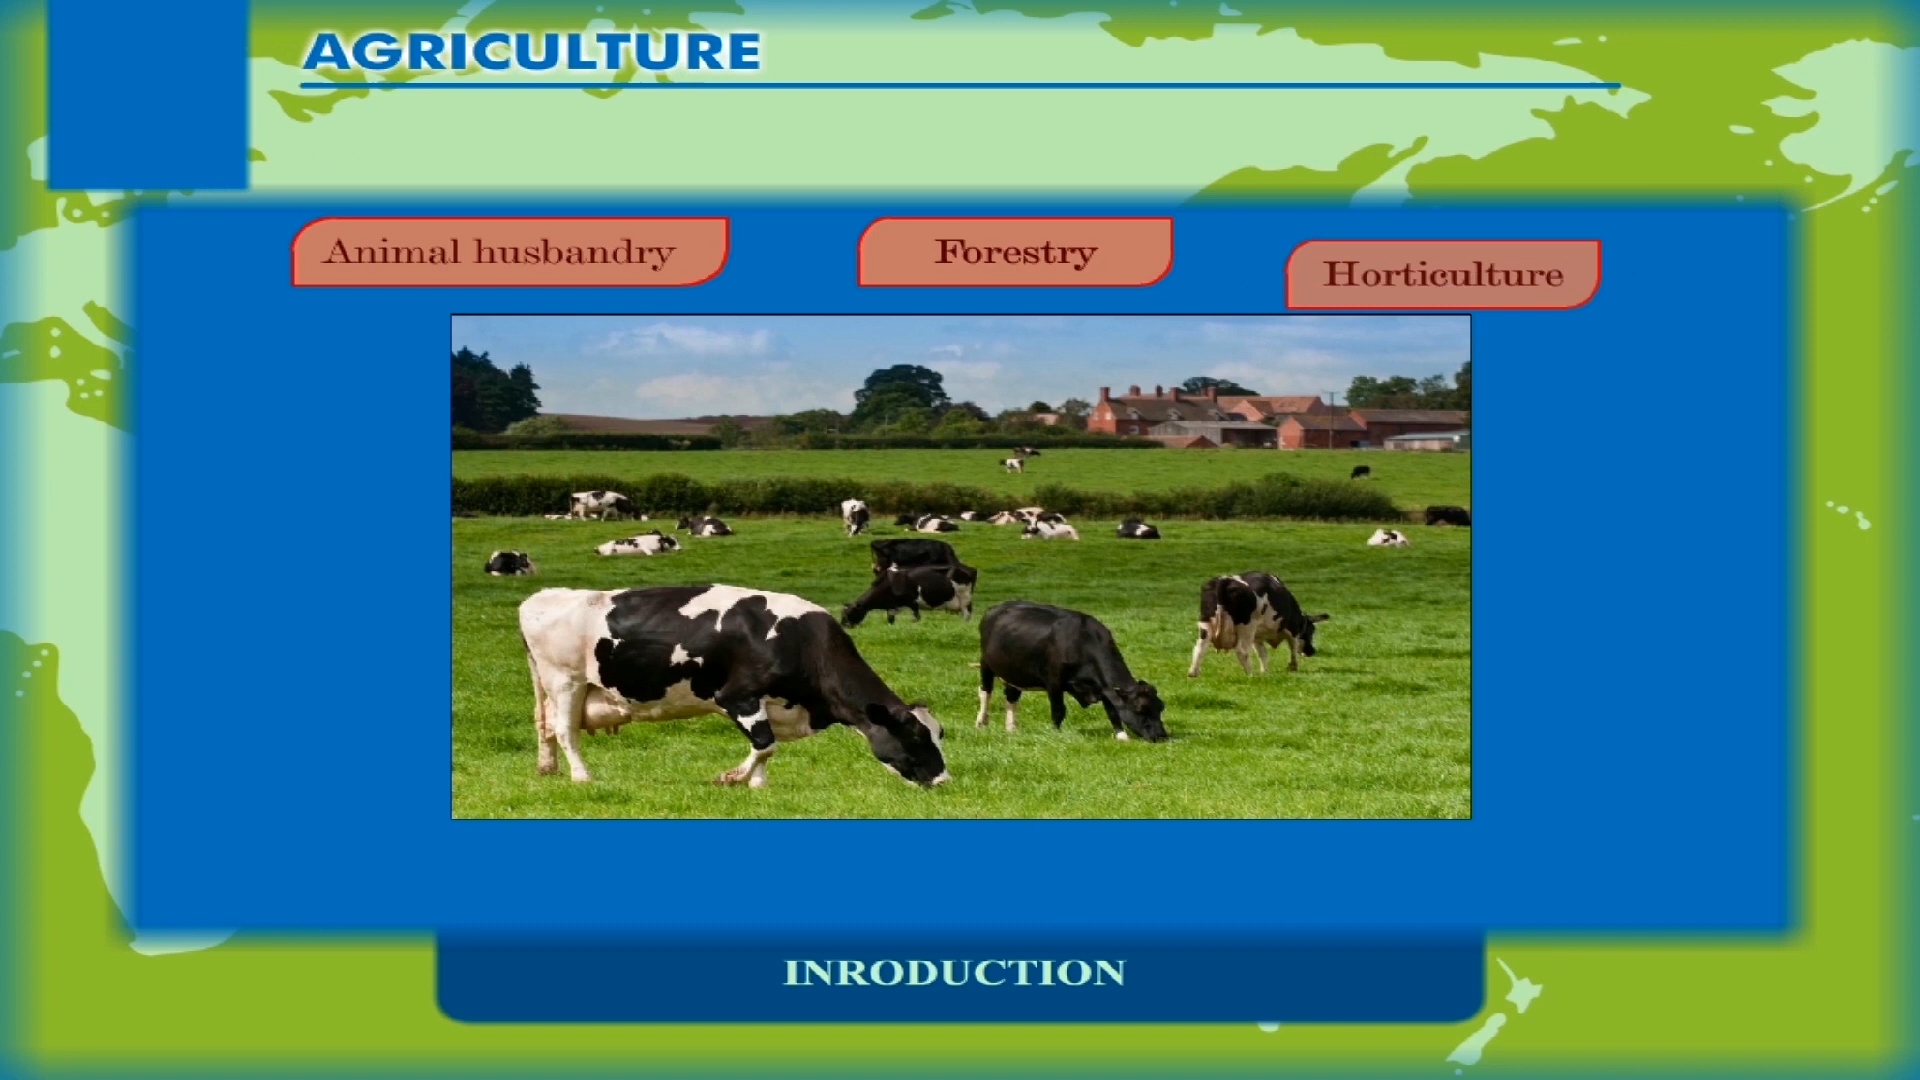 AGRICULTURE
Animal husbandry
Forestry
Horticulture
INRODUCTION